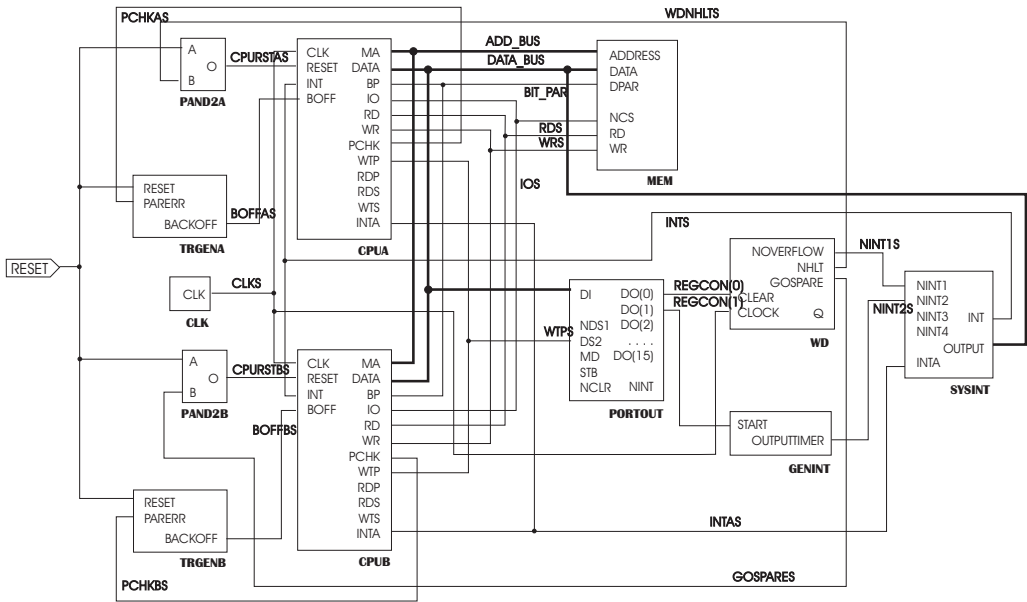 PCHKAS
WDNHLTS
A
O
B
PAND2A
CPURSTAS
CLK
RESET
INT
BOFF
MA
DATA
BP
IO
RD
WR
PCHK
WTP
RDP
RDS
WTS
INTA
CPUA
ADD_BUS
DATA_BUS
BIT_PAR
RDS
WRS
IOS
ADDRESS
DATA
DPAR
NCS
RD
WR
MEM
RESET
PARERR
BACKOFF
TRGENA
BOFFAS
INTS
RESET
CLK
CLK
CLKS
DI
NDS1
DS2
MD
STB
NCLR
DO(0)
DO(1)
DO(2)
. . . .
DO(15)
NINT
PORTOUT
WTPS
REGCON(0)
REGCON(1)
NOVERFLOW
NHLT
GOSPARE
CLEAR
CLOCK
Q
WD
NINT1S
NINT2S
NINT1
NINT2
NINT3
NINT4
INT
OUTPUT
INTA
SYSINT
A
O
B
PAND2B
CPURSTBS
BOFFBS
CLK
RESET
INT
BOFF
MA
DATA
BP
IO
RD
WR
PCHK
WTP
RDP
RDS
WTS
INTA
CPUB
START
OUTPUTTIMER
GENINT
RESET
PARERR
BACKOFF
TRGENB
INTAS
GOSPARES
PCHKBS